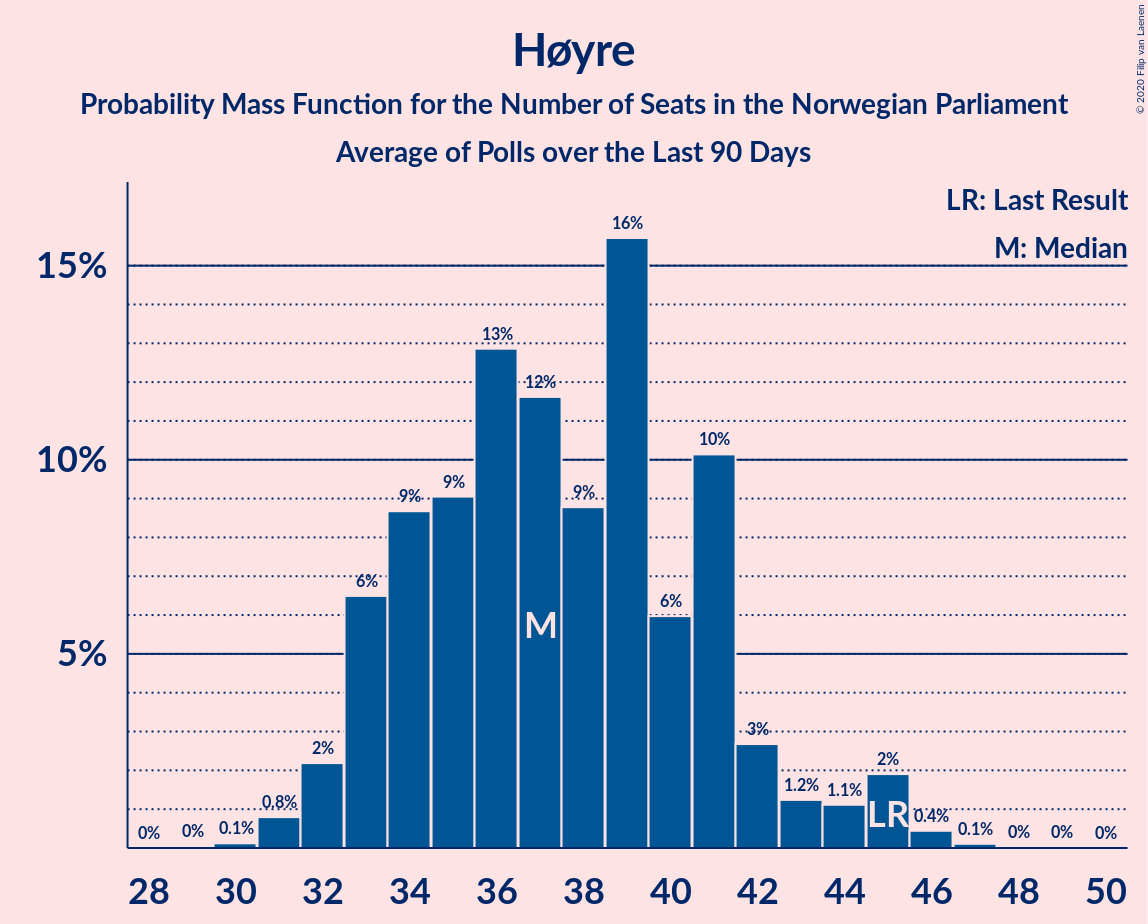 Høyre
Probability Mass Function for the Number of Seats in the Norwegian Parliament
Average of Polls over the Last 90 Days
© 2020 Filip van Laenen
LR: Last Result
M: Median
15%
10%
5%
0%
0%
0.1%
0.8%
2%
6%
9%
9%
13%
12%
9%
16%
6%
10%
3%
1.2%
1.1%
2%
0.4%
0.1%
0%
0%
0%
M
LR
28 30 32 34 36 38 40 42 44 46 48 50